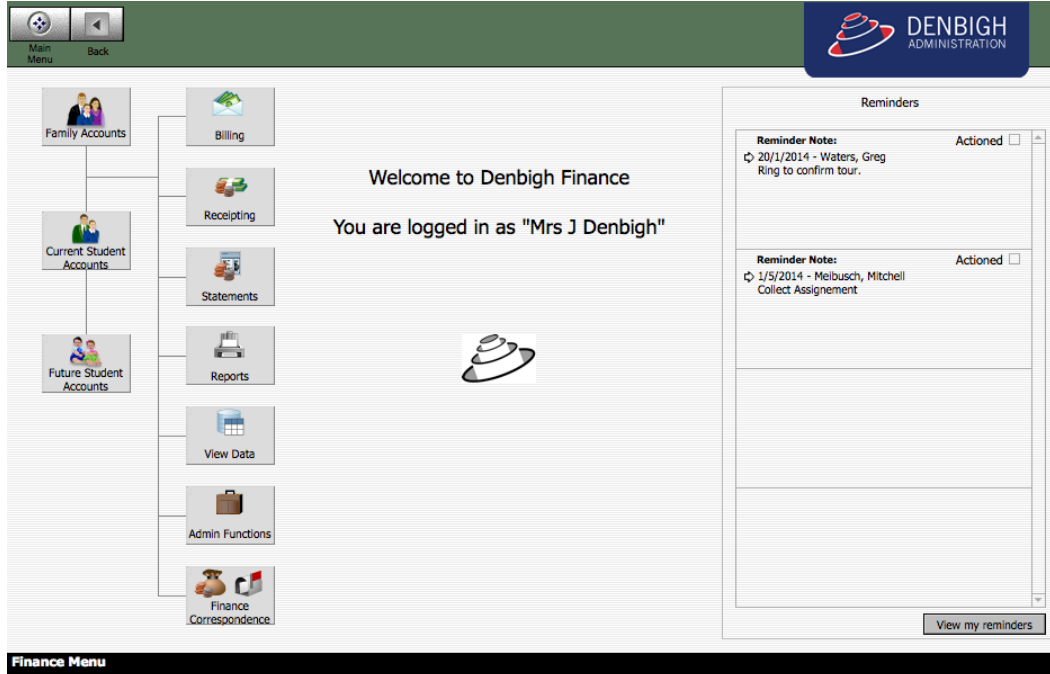 Main
Menu
Back
DENBIGH
ADMINISTRATION
Family Accounts
Current Student
Accounts
Future Student
Accounts
Billing
Receipting
Statements
Reports
View Data
Admin Functions
Finance
Correspondence
Welcome to Denbigh Finance
You are logged in as "Mrs J Denbigh"
Reminders
Reminder Note: Actioned
20/1/2014 - Waters, Greg
Ring to confirm tour.
Reminder Note: Actioned
1/5/2014 - Meibusch, Mitchell
Collect Assignement
View my reminders
Finance Menu